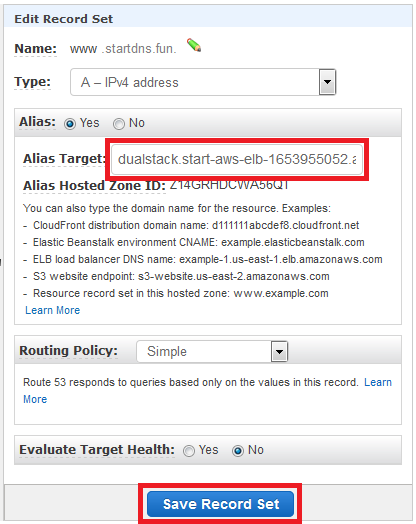 Edit Record Set
Name: www .startdns.fun.
Type: A – IPv4 address
Alias: Yes No
Alias Target: dualstack.start-aws-elb-1653955052.a
Alias Hosted Zone ID: Z14GRHDCWA56QT
You can also type the domain name for the resource. Examples:
- CloudFront distribution domain name: d111111abcdef8.cloudfront.net
- Elastic Beanstalk environment CNAME: example.elasticbeanstalk.com
- ELB load balancer DNS name: example-1.us-east-1.elb.amazonaws.com
- S3 website endpoint: s3-website.us-east-2.amazonaws.com
- Resource record set in this hosted zone: www.example.com
Learn More
Routing Policy: Simple
Route 53 responds to queries based only on the values in this record. Learn
More
Evaluate Target Health: Yes No
Save Record Set